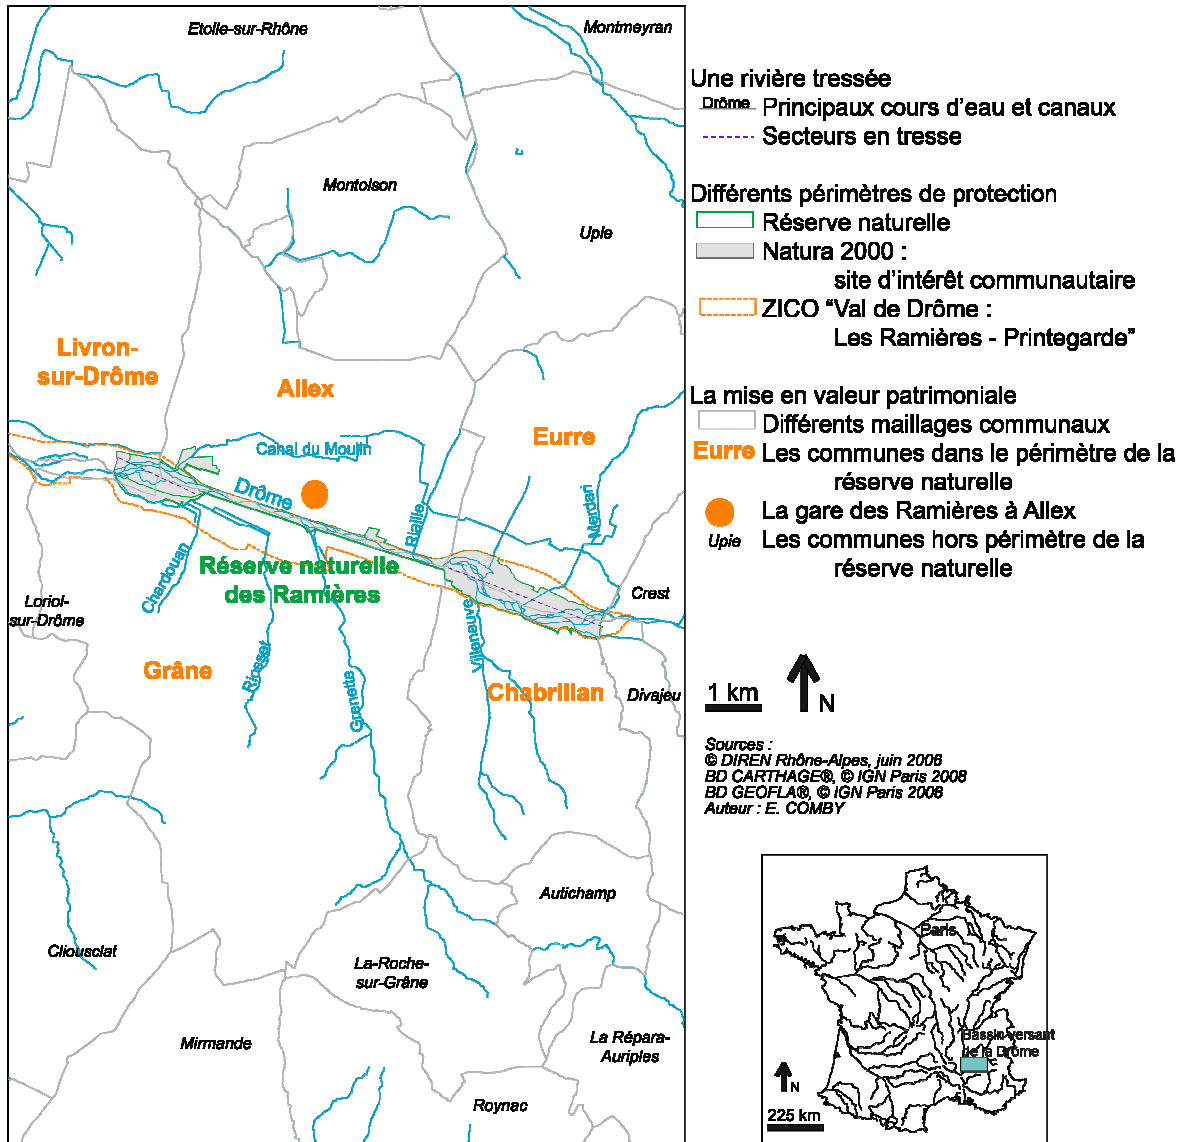 Etoile-sur-Rhône
Montmeyran
Montoison
Upie
Livron-
sur-Drôme
Allex
Eurre
Canal du Moulin
Drôme
Riaille
Merdari
Chardouan
Réserve naturelle
des Ramières
Loriol-
sur-Drôme
Crest
Grâne
Riosset
Grenette
Villeneuve
Chabrillan
Divajeu
Autichamp
Cliousclat
La-Roche-
sur-Grâne
Mirmande
La Répara-
Auriples
Roynac
Une rivière tressée
Drôme Principaux cours d'eau et canaux
Secteurs en tresse
Différents périmètres de protection
Réserve naturelle
Natura 2000 :
site d'intérêt communautaire
ZICO "Val de Drôme :
Les Ramières - Printegarde"
La mise en valeur patrimoniale
Différents maillages communaux
Eurre Les communes dans le périmètre de la
réserve naturelle
La gare des Ramières à Allex
Upie Les communes hors périmètre de la
réserve naturelle
1 km
N
Sources :
© DIREN Rhône-Alpes, juin 2006
BD CARTHAGE®, © IGN Paris 2008
BD GEOFLA®, © IGN Paris 2006
Auteur : E. COMBY
Paris
Bassin versant
de la Drôme
N
225 km